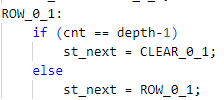 ROW_0_1:
if (cnt == depth-1)
st_next = CLEAR_0_1;
else
st_next = ROW_0_1;